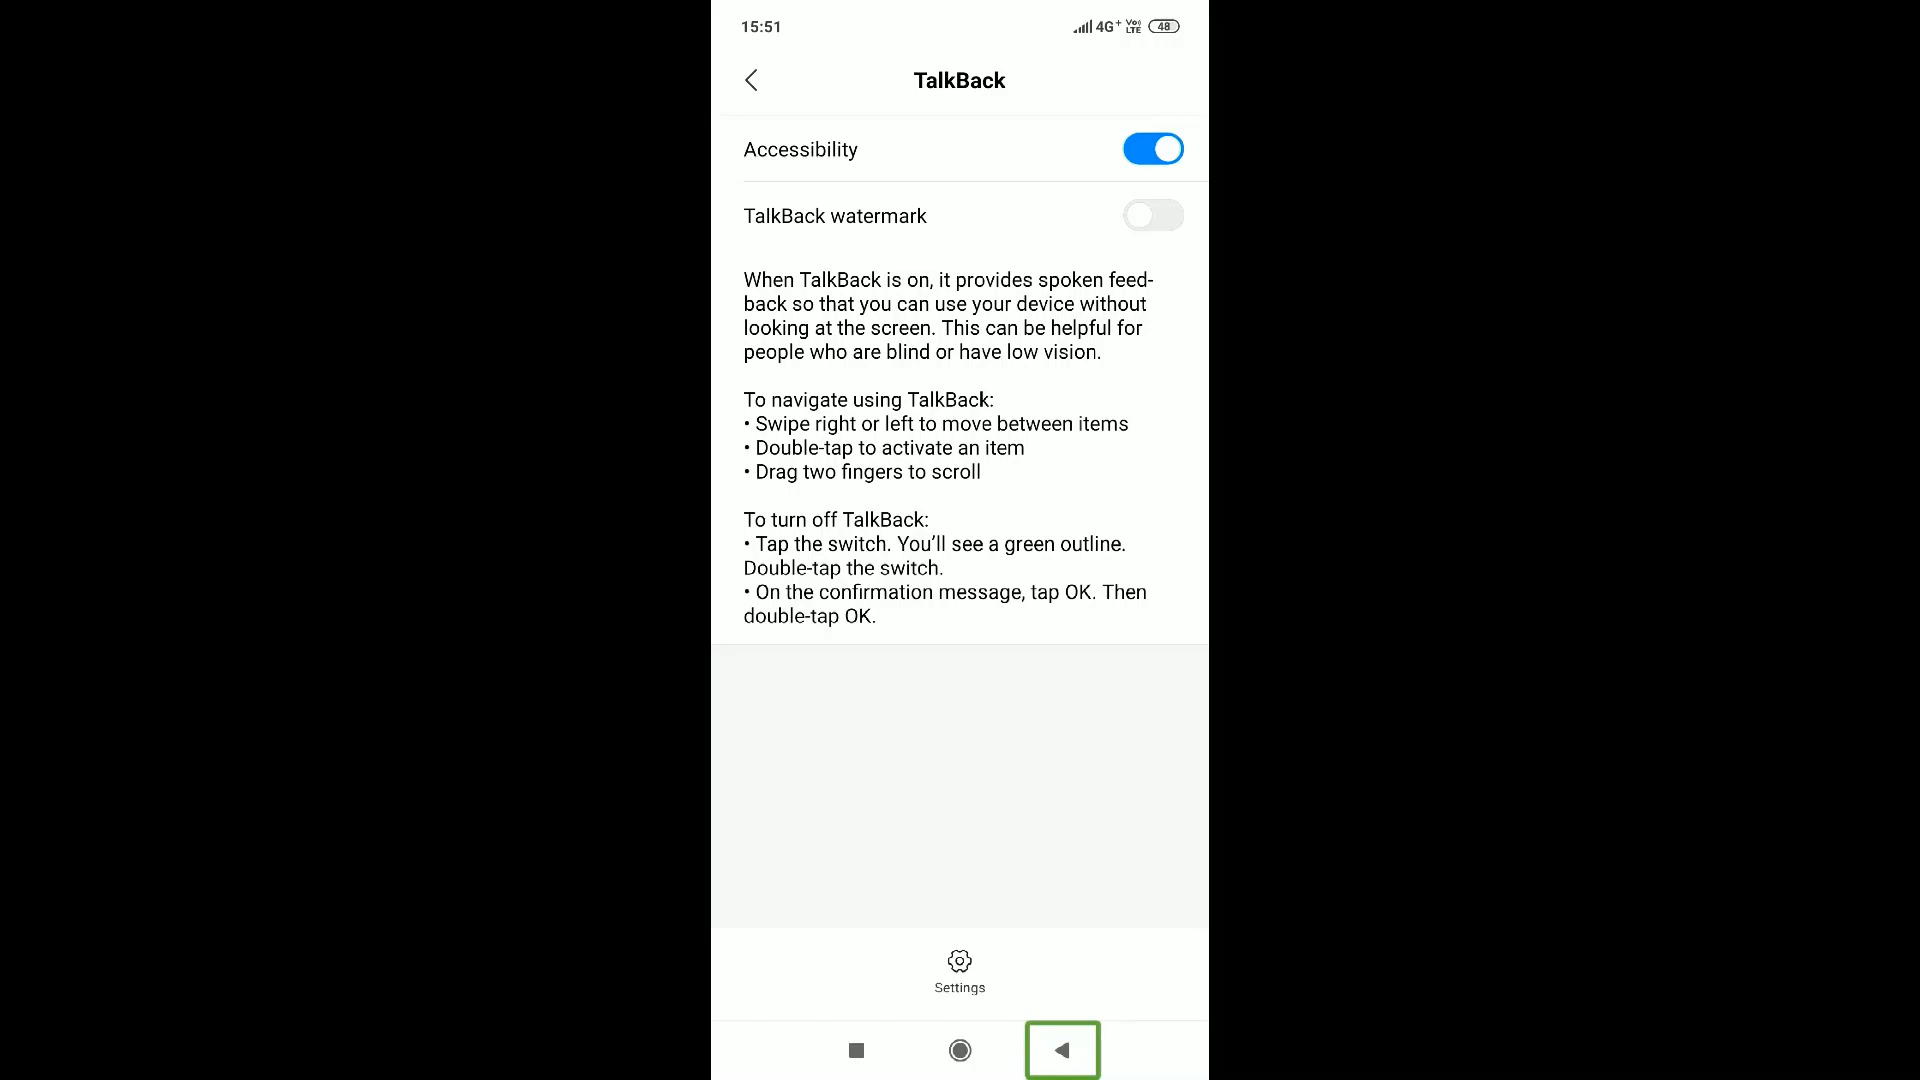 15:51
4G+ Vo) LTE 48
TalkBack
Accessibility
TalkBack watermark
When TalkBack is on, it provides spoken feed-
back so that you can use your device without
looking at the screen. This can be helpful for
people who are blind or have low vision.
To navigate using TalkBack:
• Swipe right or left to move between items
• Double-tap to activate an item
• Drag two fingers to scroll
To turn off TalkBack:
• Tap the switch. You’ll see a green outline.
Double-tap the switch.
• On the confirmation message, tap OK. Then
double-tap OK.
Settings